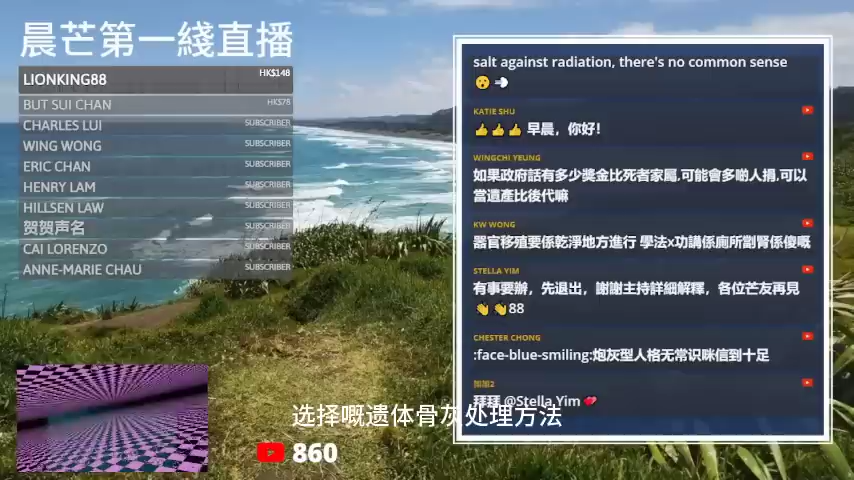 晨芒第一綫直播
LIONKING88 HK$148
BUT SUI CHAN HK$78
CHARLES LUI SUBSCRIBER
WING WONG SUBSCRIBER
ERIC CHAN SUBSCRIBER
HENRY LAM SUBSCRIBER
HILLSEN LAW SUBSCRIBER
贺贺声名 SUBSCRIBER
CAI LORENZO SUBSCRIBER
ANNE-MARIE CHAU SUBSCRIBER
salt against radiation, there's no common sense
😮💨
KATIE SHU
👍👍👍早晨，你好！
WINGCHI YEUNG
如果政府話有多少獎金比死者家屬,可能會多啲人捐,可以
當遺產比後代嘛
KW WONG
器官移殖要係乾淨地方進行 學法x功講係廁所劏腎係傻嘅
STELLA YIM
有事要辦，先退出，謝謝主持詳細解釋，各位芒友再見
👏👏88
CHESTER CHONG
:face-blue-smiling:炮灰型人格无常识咪信到十足
加加2
拜拜 @Stella Yim 💕
选择嘅遗体骨灰处理方法
860